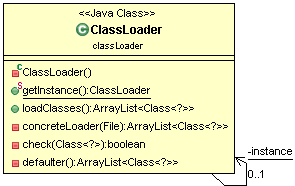 <<Java Class>>
ClassLoader
classLoader
ClassLoader()
getInstance():ClassLoader
loadClasses():ArrayList<Class<?>>
concreteLoader(File):ArrayList<Class<?>>
check(Class<?>):boolean
defaulter():ArrayList<Class<?>>
-instance
0..1